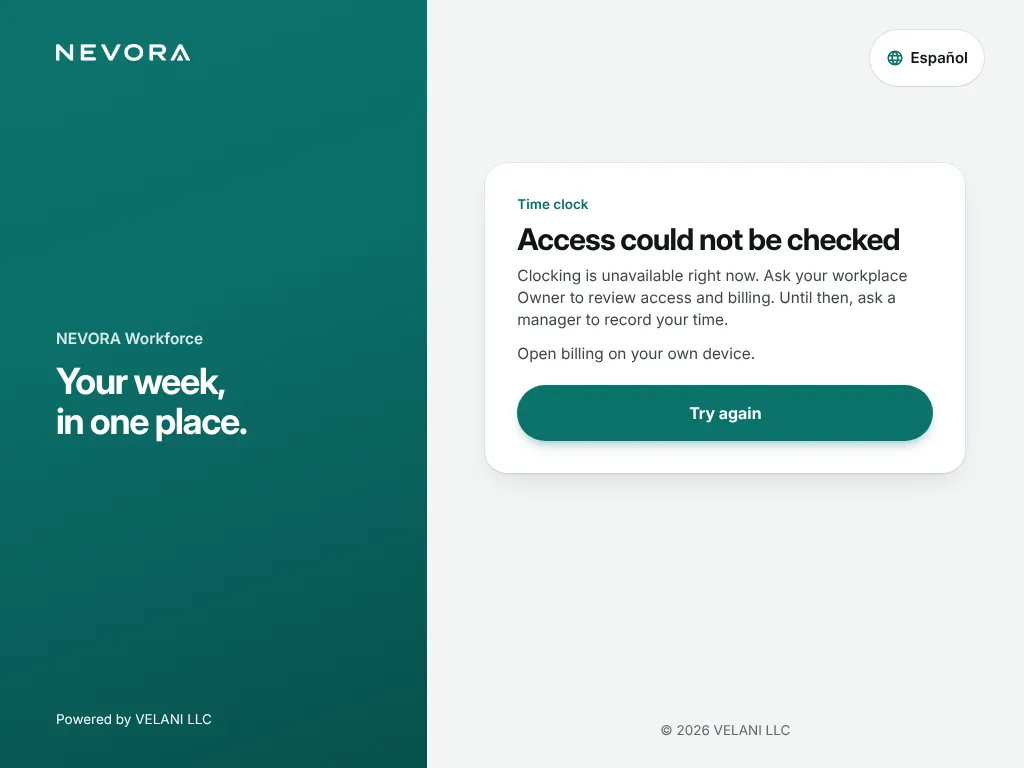 NEVORA
Español
Time clock
Access could not be checked
Clocking is unavailable right now. Ask your workplace
Owner to review access and billing. Until then, ask a
manager to record your time.
Open billing on your own device.
Try again
NEVORA Workforce
Your week,
in one place.
Powered by VELANI LLC
© 2026 VELANI LLC